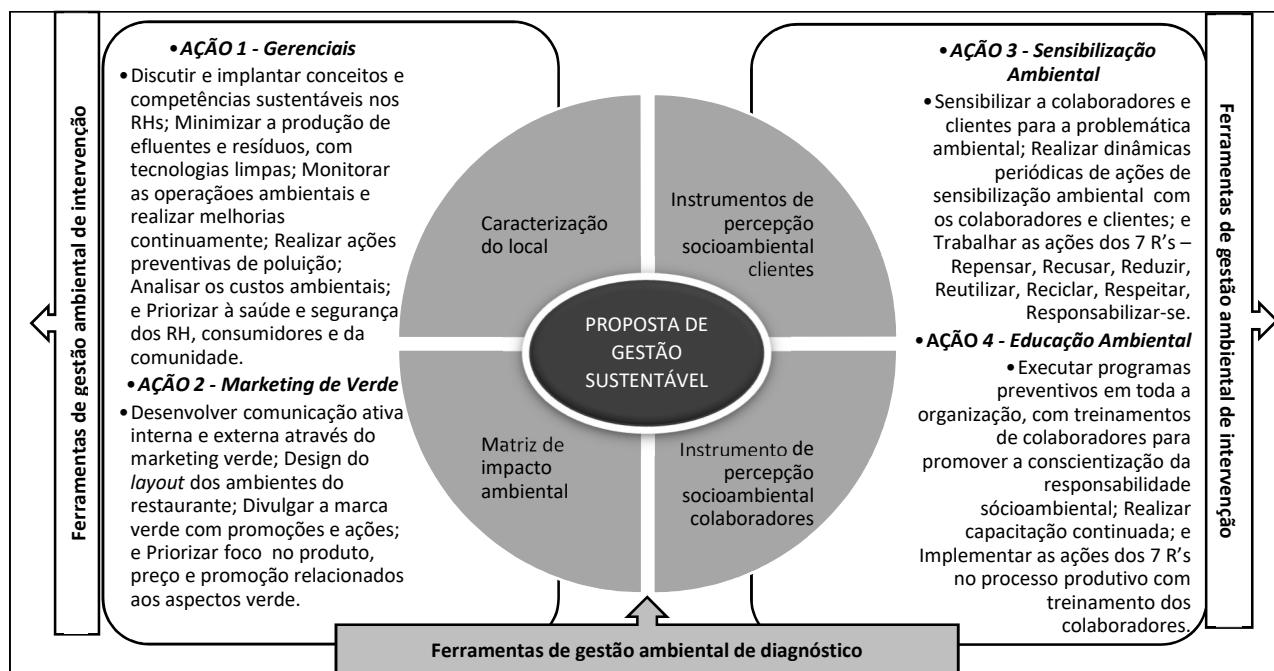 Ferramentas de gestão ambiental de intervenção
•AÇÃO 1 - Gerenciais
•Discutir e implantar conceitos e
competências sustentáveis nos
RHs; Minimizar a produção de
efluentes e resíduos, com
tecnologias limpas; Monitorar
as operaçãoes ambientais e
realizar melhorias
continuamente; Realizar ações
preventivas de poluição;
Analisar os custos ambientais;
e Priorizar à saúde e segurança
dos RH, consumidores e da
comunidade.
•AÇÃO 2 - Marketing de Verde
•Desenvolver comunicação ativa
interna e externa através do
marketing verde; Design do
layout dos ambientes do
restaurante; Divulgar a marca
verde com promoções e ações;
e Priorizar foco no produto,
preço e promoção relacionados
aos aspectos verde.
Caracterização
do local
Instrumentos de
percepção
socioambiental
clientes
PROPOSTA DE
GESTÃO
SUSTENTÁVEL
Matriz de
impacto
ambiental
Instrumento de
percepção
socioambiental
colaboradores
•AÇÃO 3 - Sensibilização
Ambiental
•Sensibilizar a colaboradores e
clientes para a problemática
ambiental; Realizar dinâmicas
periódicas de ações de
sensibilização ambiental com
os colaboradores e clientes; e
Trabalhar as ações dos 7 R’s –
Repensar, Recusar, Reduzir,
Reutilizar, Reciclar, Respeitar,
Responsabilizar-se.
•AÇÃO 4 - Educação Ambiental
•Executar programas
preventivos em toda a
organização, com treinamentos
de colaboradores para
promover a conscientização da
responsabilidade
sócioambiental; Realizar
capacitação continuada; e
Implementar as ações dos 7 R’s
no processo produtivo com
treinamento dos
colaboradores.
Ferramentas de gestão ambiental de intervenção
Ferramentas de gestão ambiental de diagnóstico